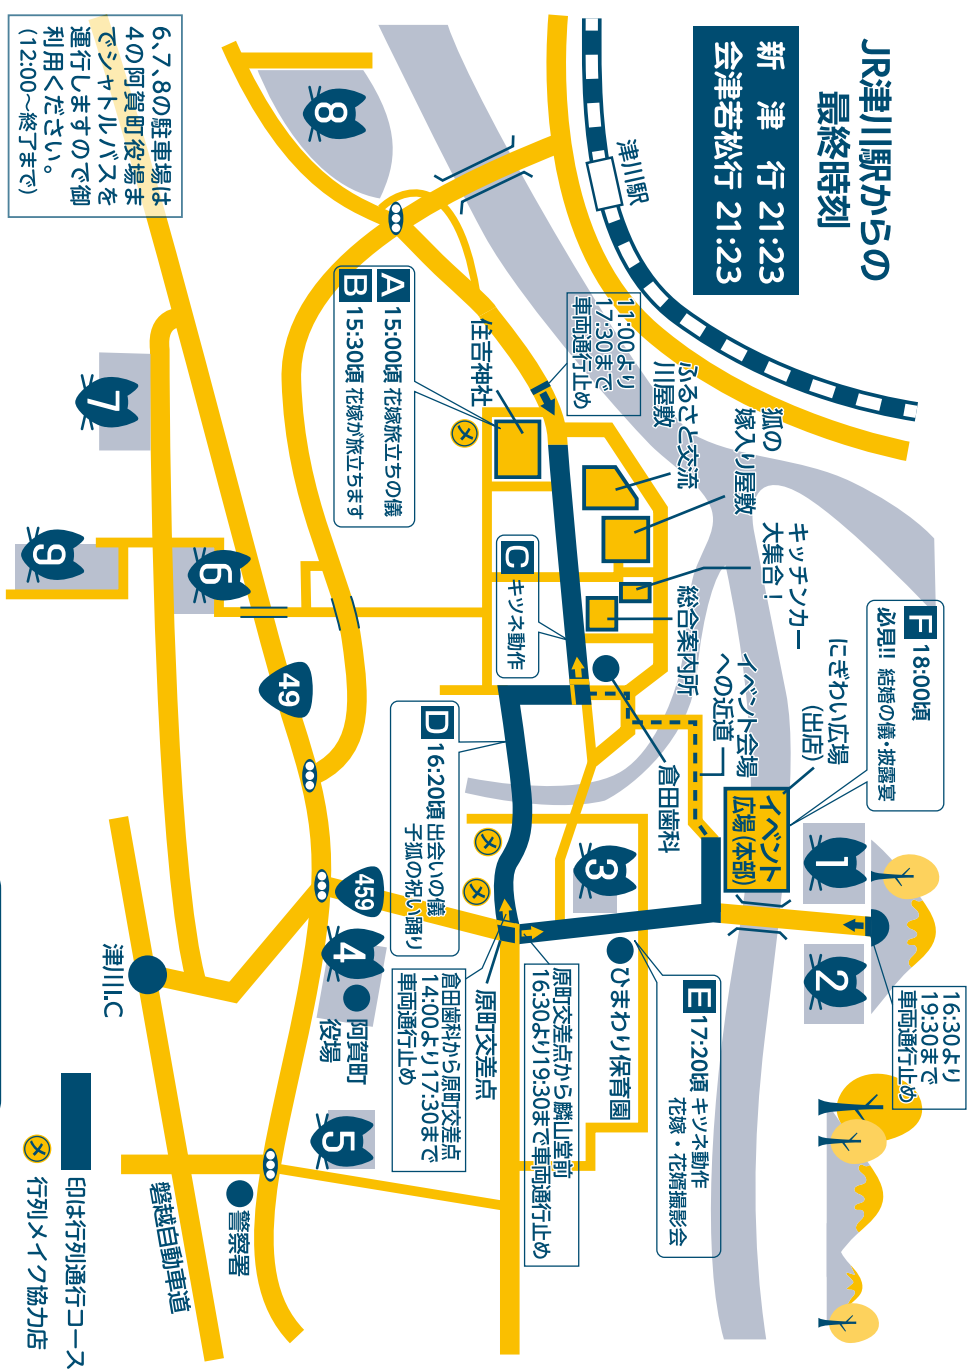 JR津川駅からの
最終時刻
新津行 21:23
会津若松行 21:23
津川駅
11:00より
17:30まで
車両通行止め
住吉神社
A 15:00頃 花嫁旅立ちの儀
B 15:30頃 花嫁が旅立ちます
ふるさと交流
川屋敷
狐の
嫁入り屋敷
キッチンカー
大集合！
総合案内所
C キツネ動作
倉田歯科
イベント会場
への近道
にぎわい広場
(出店)
F 18:00頃
必見!! 結婚の儀・披露宴
イベント
広場(本部)
D 16:20頃 出会いの儀
子狐の祝い踊り
E 17:20頃 キツネ動作
花嫁・花婿撮影会
16:30より
19:30まで
車両通行止め
ひまわり保育園
原町交差点から麟山堂前
16:30より19:30まで車両通行止め
原町交差点
倉田歯科から原町交差点
14:00より17:30まで
車両通行止め
阿賀町
役場
津川I.C
警察署
磐越自動車道
49
459
1
2
3
4
5
6
7
8
9
6、7、8の駐車場は
4の阿賀町役場ま
でシャトルバスを
運行しますので御
利用ください。
(12:00～終了まで)
印は行列通行コース
行列メイク協力店